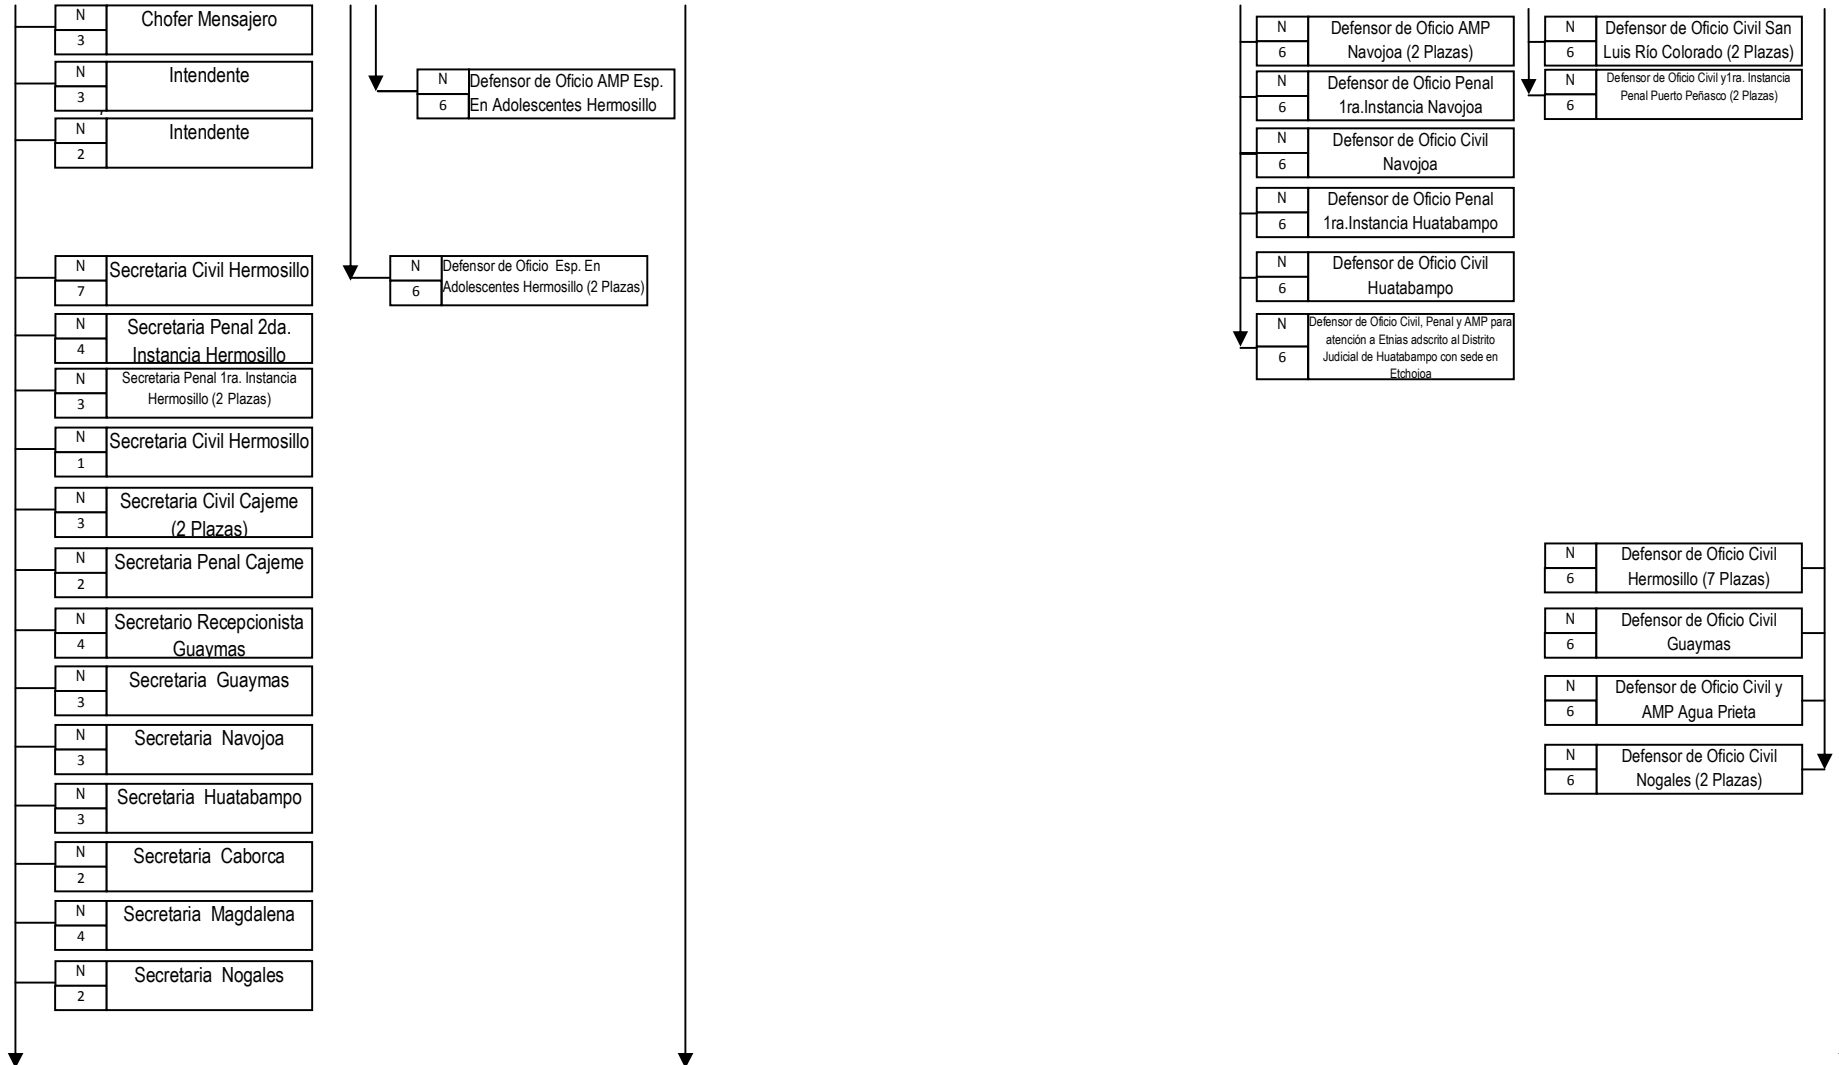 N
3
Chofer Mensajero
N
3
Intendente
N
2
Intendente
N
7
Secretaria Civil Hermosillo
N
4
Secretaria Penal 2da.
Instancia Hermosillo
N
3
Secretaria Penal 1ra. Instancia
Hermosillo (2 Plazas)
N
1
Secretaria Civil Hermosillo
N
3
Secretaria Civil Cajeme
(2 Plazas)
N
2
Secretaria Penal Cajeme
N
4
Secretario Recepcionista
Guaymas
N
3
Secretaria Guaymas
N
3
Secretaria Navojoa
N
3
Secretaria Huatabampo
N
2
Secretaria Caborca
N
4
Secretaria Magdalena
N
2
Secretaria Nogales
N
6
Defensor de Oficio AMP Esp.
En Adolescentes Hermosillo
N
6
Defensor de Oficio Esp. En
Adolescentes Hermosillo (2 Plazas)
N
6
Defensor de Oficio AMP
Navojoa (2 Plazas)
N
6
Defensor de Oficio Penal
1ra.Instancia Navojoa
N
6
Defensor de Oficio Civil
Navojoa
N
6
Defensor de Oficio Penal
1ra.Instancia Huatabampo
N
6
Defensor de Oficio Civil
Huatabampo
N
6
Defensor de Oficio Civil, Penal y AMP para
atención a Etnias adscrito al Distrito
Judicial de Huatabampo con sede en
Etchojoa
N
6
Defensor de Oficio Civil San
Luis Río Colorado (2 Plazas)
N
6
Defensor de Oficio Civil y1ra. Instancia
Penal Puerto Peñasco (2 Plazas)
N
6
Defensor de Oficio Civil
Hermosillo (7 Plazas)
N
6
Defensor de Oficio Civil
Guaymas
N
6
Defensor de Oficio Civil y
AMP Agua Prieta
N
6
Defensor de Oficio Civil
Nogales (2 Plazas)